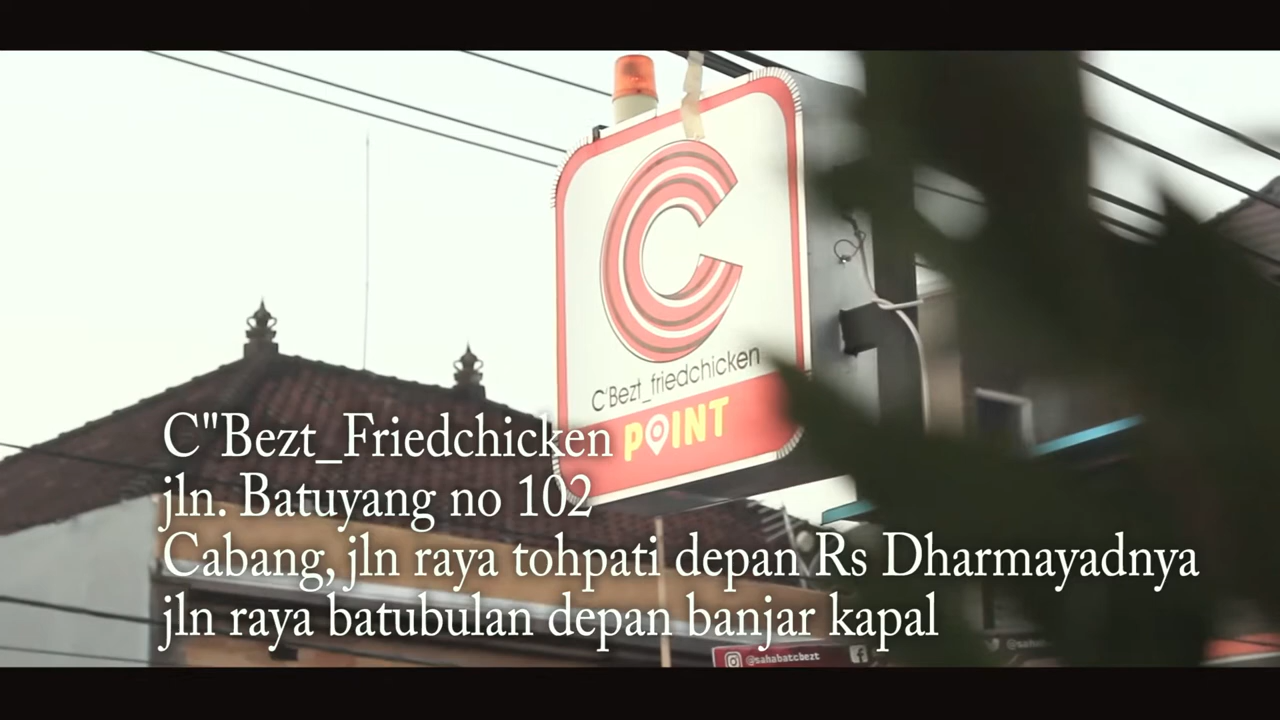 C'Bezt_friedchicken
POINT
C"Bezt_Friedchicken
jln. Batuyang no 102
Cabang, jln raya tohpati depan Rs Dharmayadnya
jln raya batubulan depan banjar kapal
@sahabatcbezt